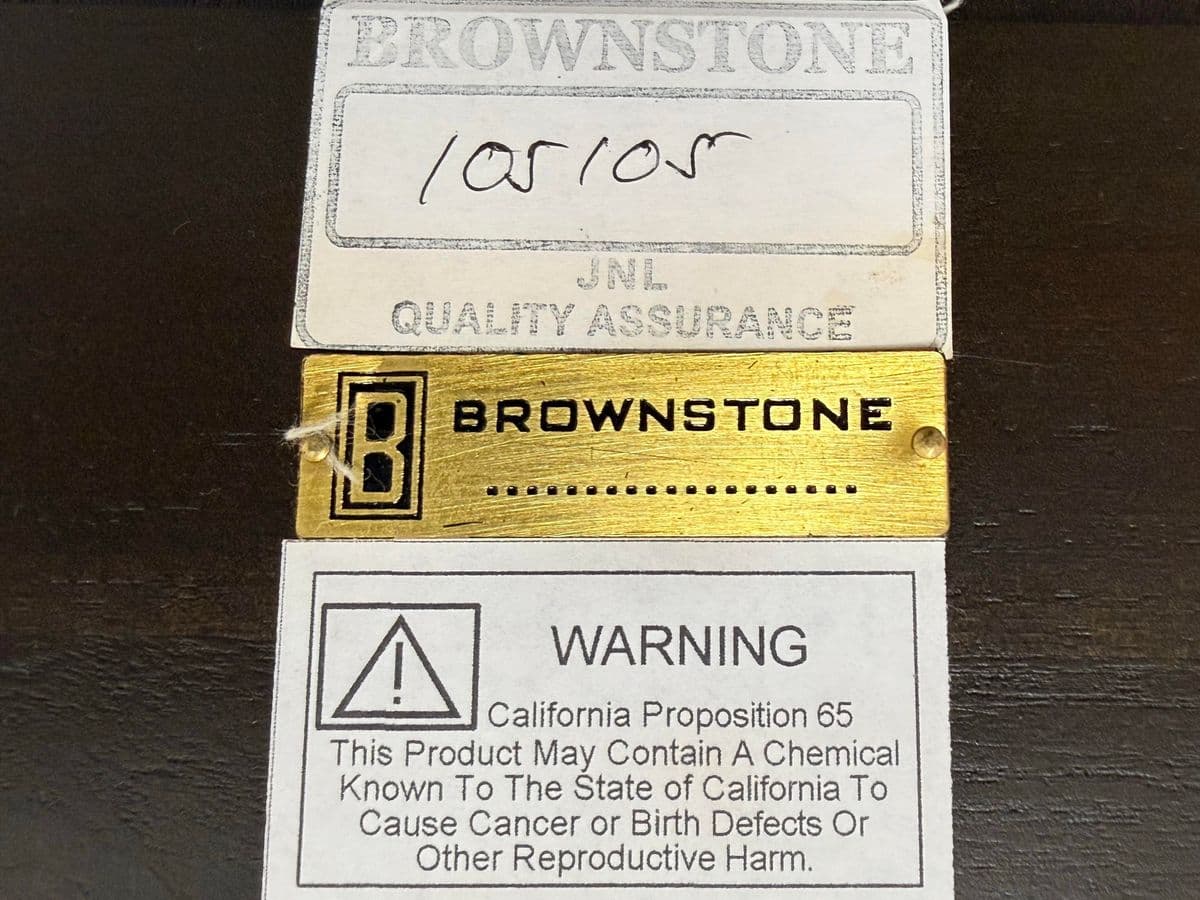 BROWNSTONE
105105
JNL
QUALITY ASSURANCE
B BROWNSTONE
WARNING
California Proposition 65
This Product May Contain A Chemical
Known To The State of California To
Cause Cancer or Birth Defects Or
Other Reproductive Harm.